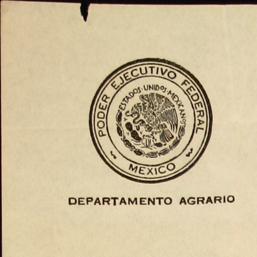 PODER EJECUTIVO FEDERAL
ESTADOS UNIDOS MEXICANOS
MEXICO
DEPARTAMENTO AGRARIO